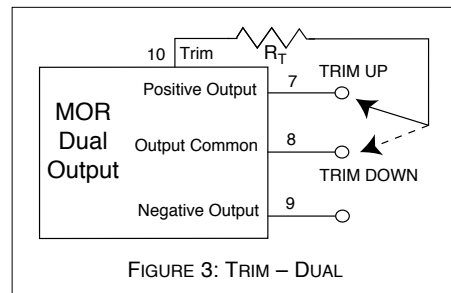 10 Trim
R_T
MOR
Dual
Output
Positive Output 7 TRIM UP
Output Common 8
TRIM DOWN
Negative Output 9
FIGURE 3: TRIM – DUAL